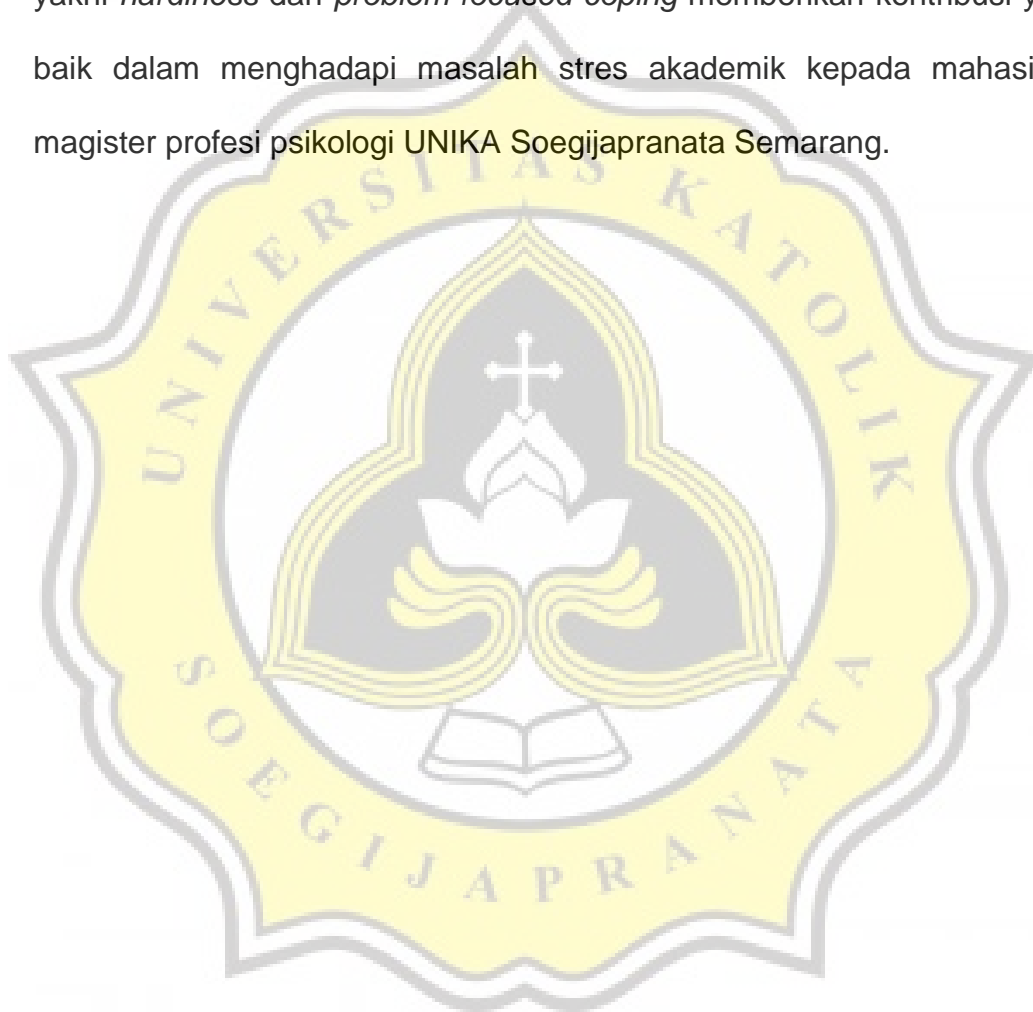 yakni hardiness dan problem focused coping memberikan kontribusi
baik dalam menghadapi masalah stres akademik kepada
magister profesi psikologi UNIKA Soegijapranata Semarang.
UNIVERSITAS KATOLIK
SOEGIJAPRANATA